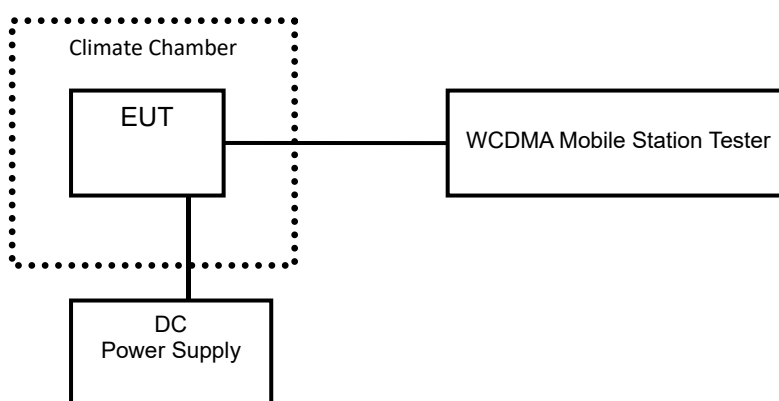 Climate Chamber
EUT
WCDMA Mobile Station Tester
DC
Power Supply